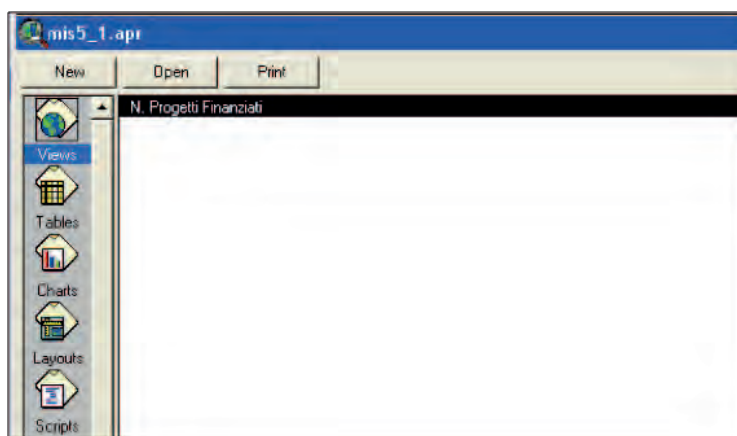 mis5_1.apr
New Open Print
N. Progetti Finanziati
Views
Tables
Charts
Layouts
Scripts